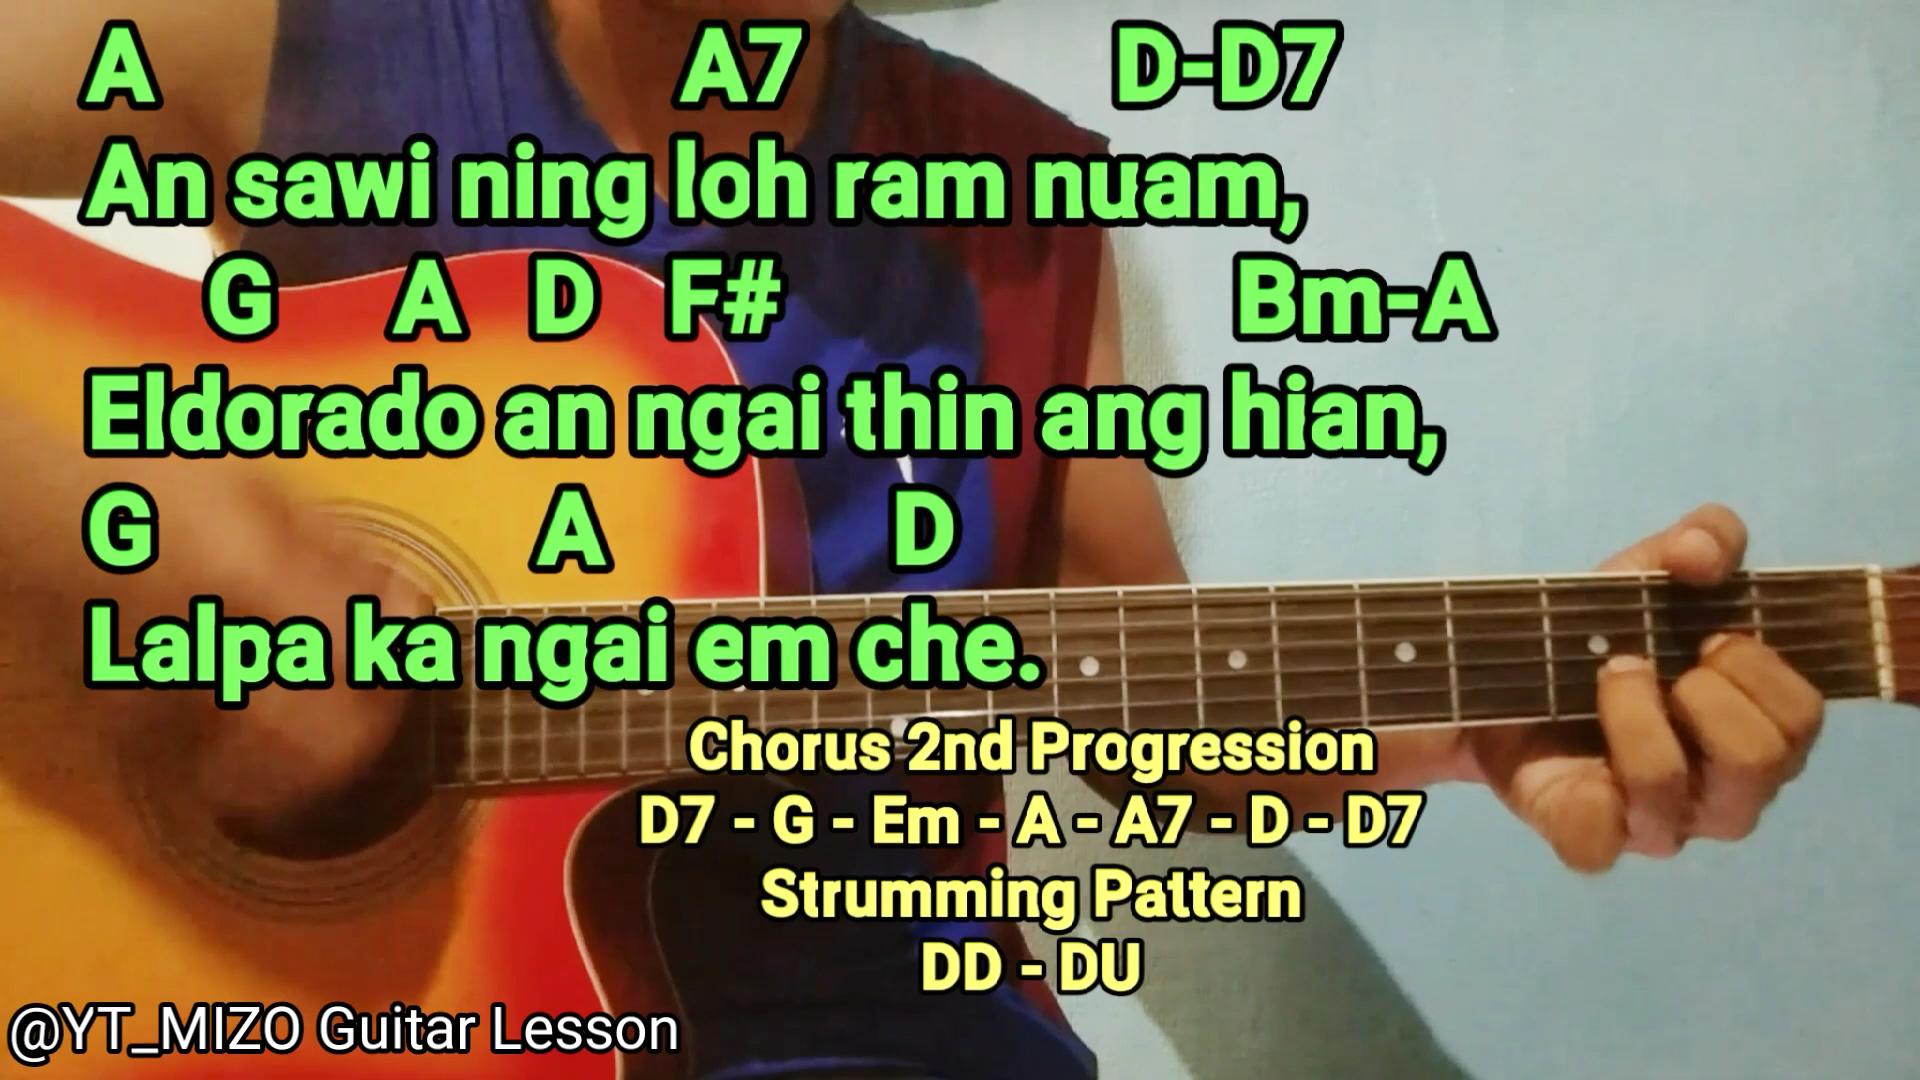 A A7 D-D7
An sawi ning loh ram nuam,
G A D F# Bm-A
Eldorado an ngai thin ang hian,
G A D
Lalpa ka ngai em che.
Chorus 2nd Progression
D7 - G - Em - A - A7 - D - D7
Strumming Pattern
DD - DU
@YT_MIZO Guitar Lesson